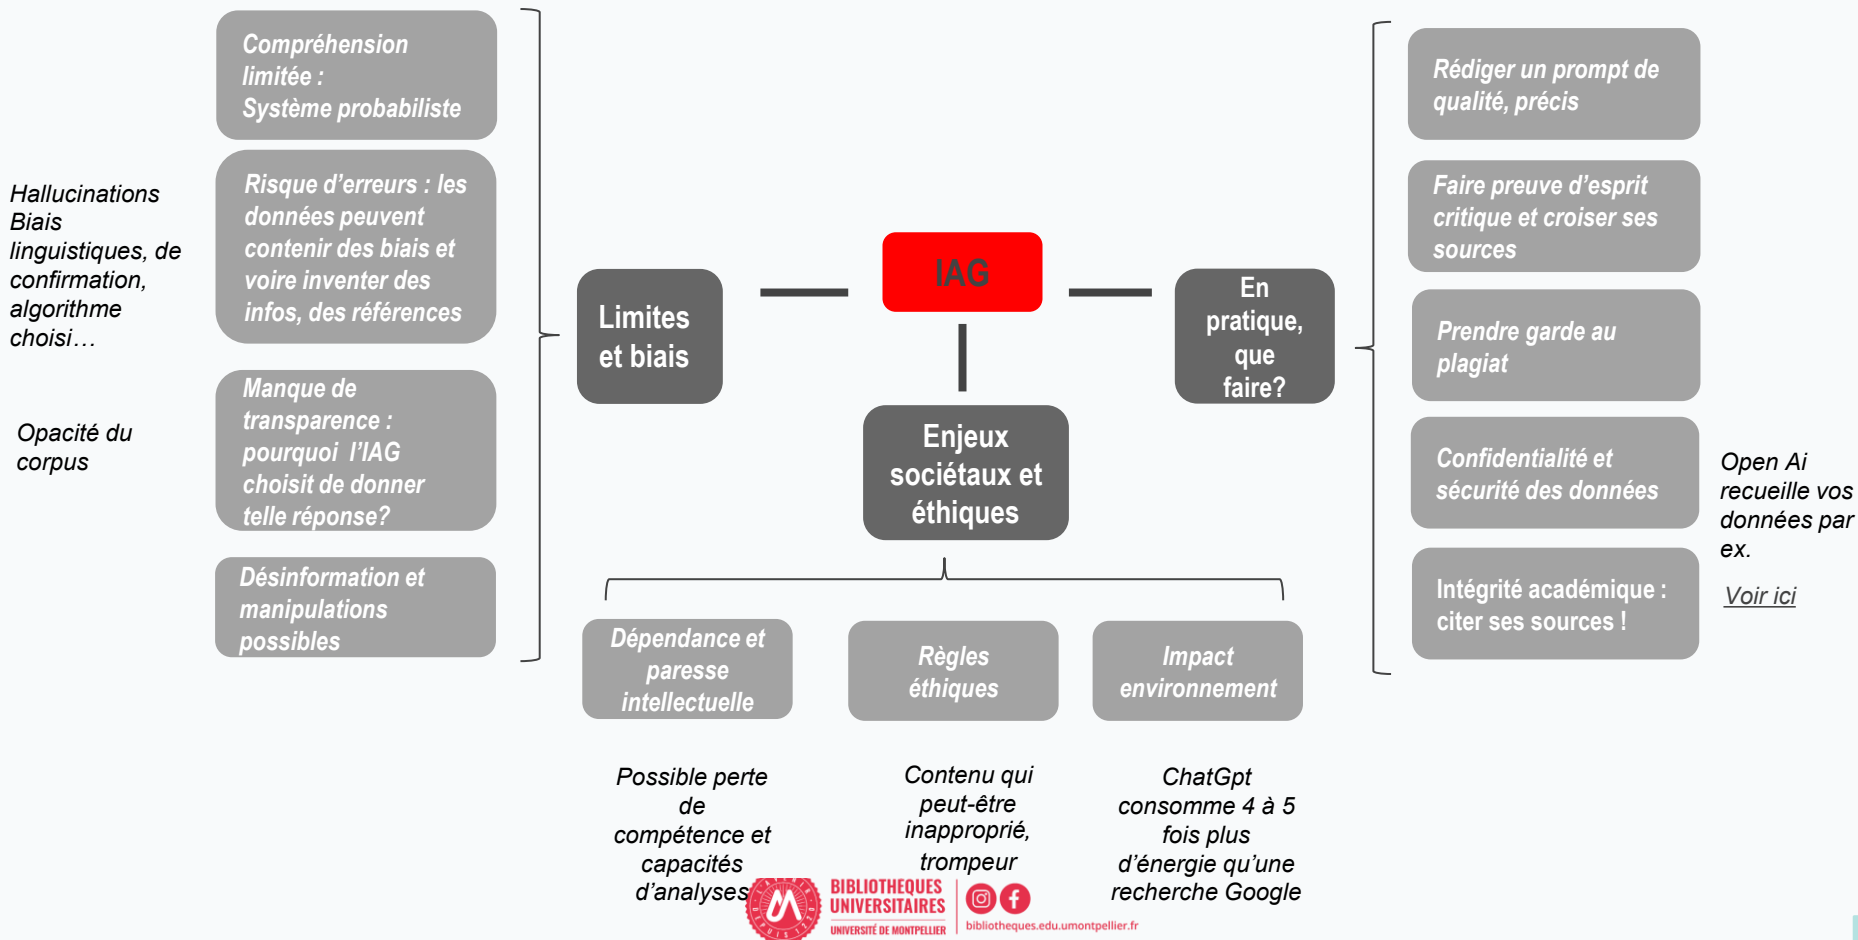 Compréhension
limitée :
Système probabiliste
Hallucinations
Biais
linguistiques, de
confirmation,
algorithme
choisi…
Risque d’erreurs : les
données peuvent
contenir des biais et
voire inventer des
infos, des références
Opacité du
corpus
Manque de
transparence :
pourquoi l’IAG
choisit de donner
telle réponse?
Désinformation et
manipulations
possibles
Limites
et biais
IAG
En
pratique,
que
faire?
Enjeux
sociétaux et
éthiques
Rédiger un prompt de
qualité, précis
Faire preuve d’esprit
critique et croiser ses
sources
Prendre garde au
plagiat
Confidentialité et
sécurité des données
Open Ai
recueille vos
données par
ex.
Voir ici
Intégrité académique :
citer ses sources !
Dépendance et
paresse
intellectuelle
Règles
éthiques
Impact
environnement
Possible perte
de
compétence et
capacités
d’analyses
Contenu qui
peut-être
inapproprié,
trompeur
ChatGpt
consomme 4 à 5
fois plus
d’énergie qu’une
recherche Google
BIBLIOTHEQUES
UNIVERSITAIRES
UNIVERSITÉ DE MONTPELLIER
bibliotheques.edu.umontpellier.fr